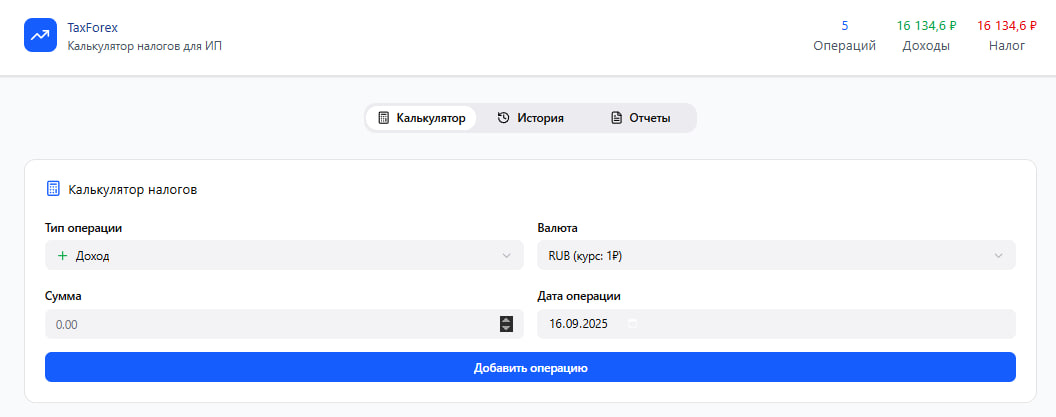 TaxForex
Калькулятор налогов для ИП
5
Операций
16 134,6 ₽
Доходы
16 134,6 ₽
Налог
Калькулятор
История
Отчеты
Калькулятор налогов
Тип операции
Доход
Валюта
RUB (курс: 1₽)
Сумма
0.00
Дата операции
16.09.2025
Добавить операцию